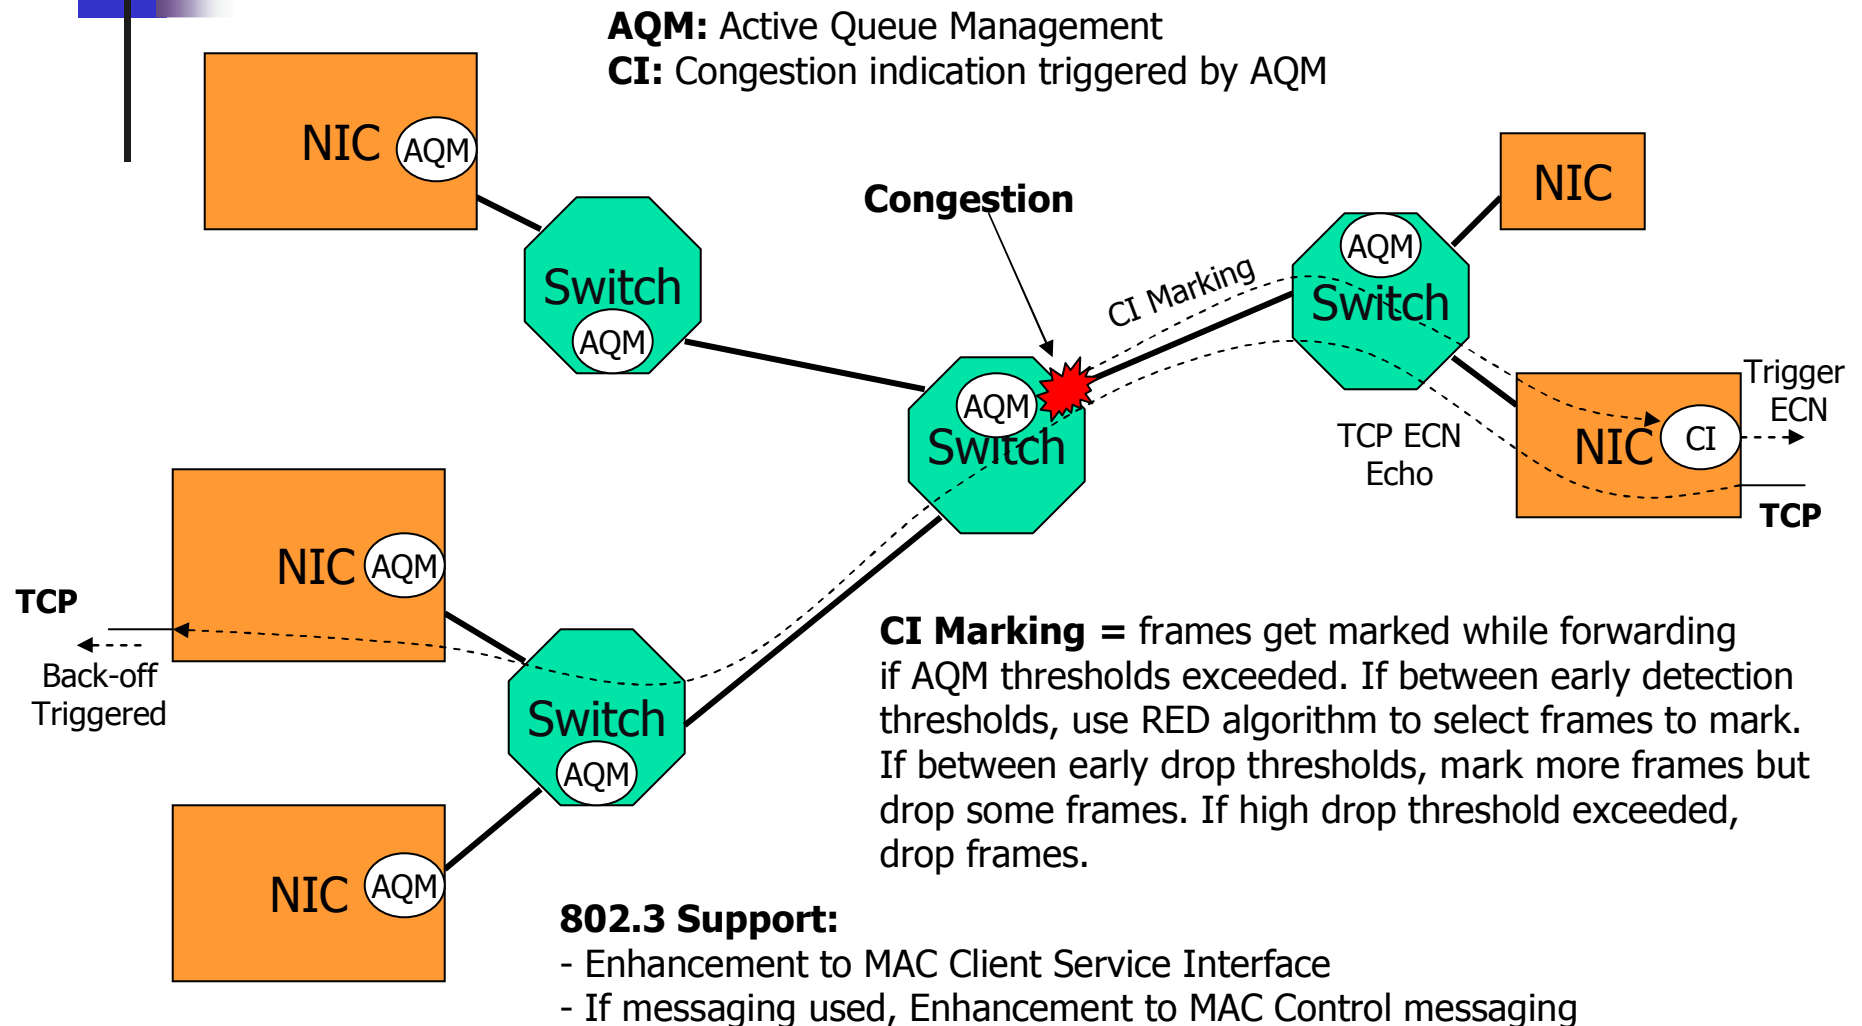 AQM: Active Queue Management
CI: Congestion indication triggered by AQM
NIC
AQM
Switch
AQM
Congestion
CI Marking
AQM
Switch
AQM
Switch
NIC
TCP ECN
Echo
NIC
CI
Trigger
ECN
TCP
NIC
AQM
TCP
Back-off
Triggered
Switch
AQM
NIC
AQM
CI Marking = frames get marked while forwarding
if AQM thresholds exceeded. If between early detection
thresholds, use RED algorithm to select frames to mark.
If between early drop thresholds, mark more frames but
drop some frames. If high drop threshold exceeded,
drop frames.
802.3 Support:
- Enhancement to MAC Client Service Interface
- If messaging used, Enhancement to MAC Control messaging